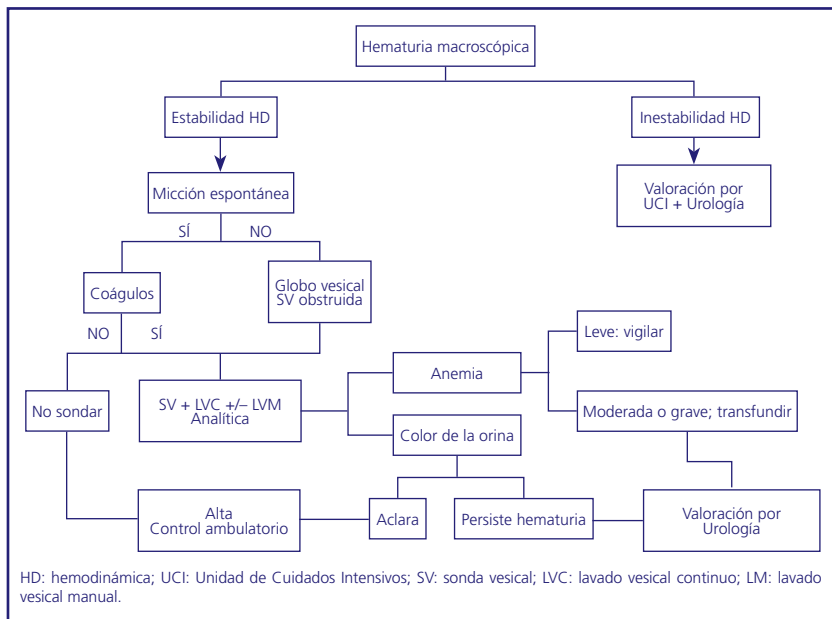 Hematuria macroscópica
Estabilidad HD
Inestabilidad HD
Micción espontánea
Valoración por
UCI + Urología
SÍ
NO
Coágulos
Globo vesical
SV obstruida
NO
SÍ
Leve: vigilar
Anemia
No sondar
SV + LVC +/– LVM
Analítica
Moderada o grave; transfundir
Color de la orina
Alta
Control ambulatorio
Aclara
Persiste hematuria
Valoración por
Urología
HD: hemodinámica; UCI: Unidad de Cuidados Intensivos; SV: sonda vesical; LVC: lavado vesical continuo; LM: lavado
vesical manual.